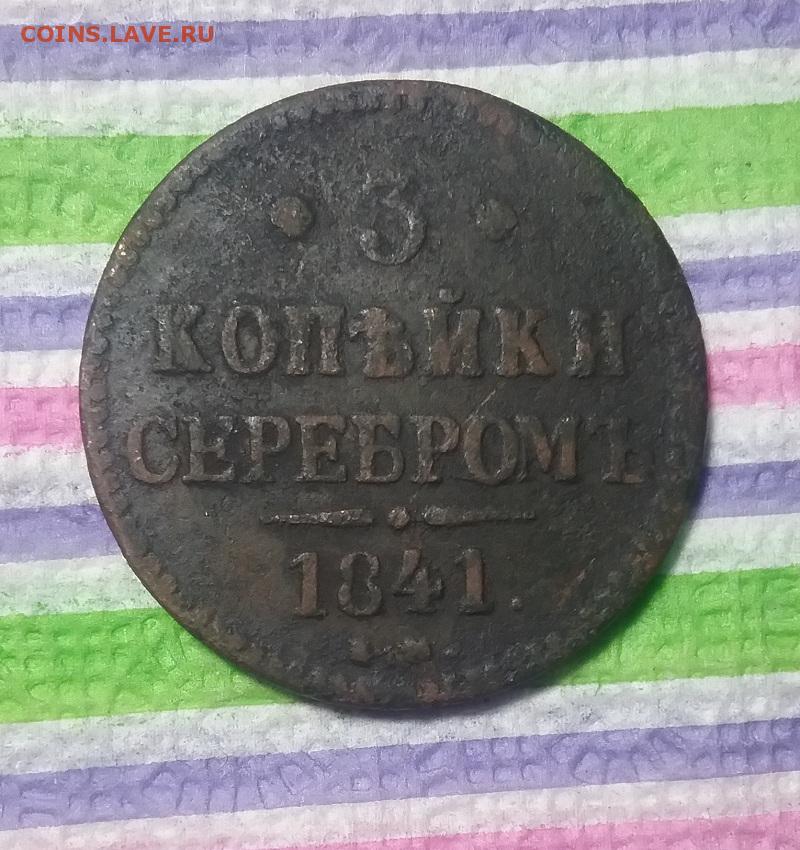 COINS.LAVE.RU
· 3 ·
КОПѢЙКИ
СЕРЕБРОМЪ
1841.